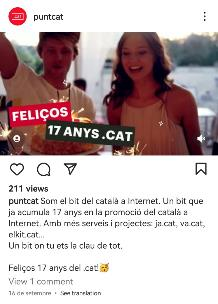 .cat
puntcat
FELIÇOS
17 ANYS .CAT
211 views
puntcat Som el bit del català a Internet. Un bit que
ja acumula 17 anys en la promoció del català a
Internet. Amb més serveis i projectes: ja.cat, va.cat,
elkit.cat...
Un bit on tu ets la clau de tot.
Feliços 17 anys del .cat!🥳
View 1 comment
16 de setembre • See translation